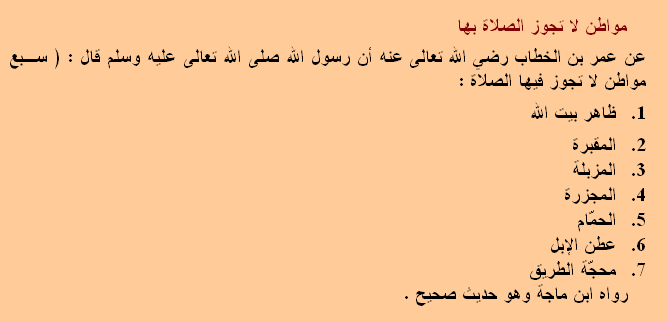 مواطن لا تجوز الصلاة بها
عن عمر بن الخطاب رضي الله تعالى عنه أن رسول الله صلى الله تعالى عليه وسلم قال : ( سبع
مواطن لا تجوز فيها الصلاة :
1. ظاهر بيت الله
2. المقبرة
3. المزبلة
4. المجزرة
5. الحمّام
6. عطن الإبل
7. محجّة الطريق
رواه ابن ماجة وهو حديث صحيح .